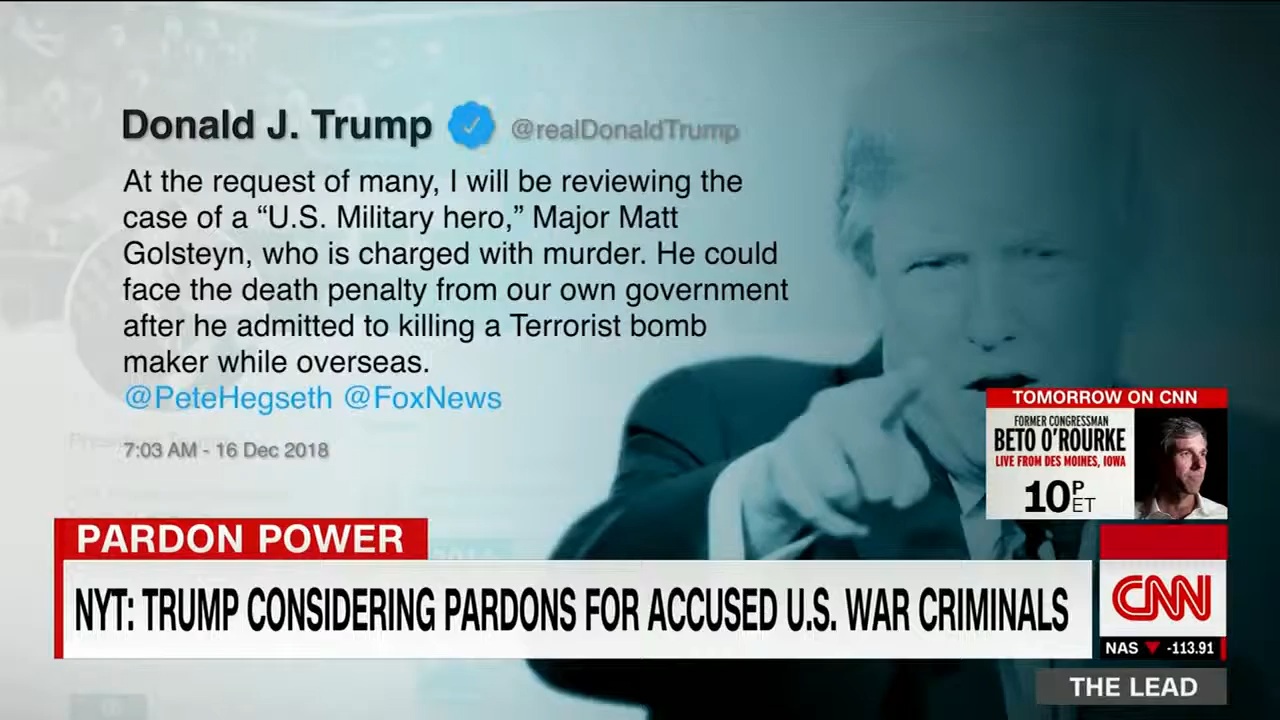 Donald J. Trump @realDonaldTrump
At the request of many, I will be reviewing the
case of a “U.S. Military hero,” Major Matt
Golsteyn, who is charged with murder. He could
face the death penalty from our own government
after he admitted to killing a Terrorist bomb
maker while overseas.
@PeteHegseth @FoxNews
7:03 AM - 16 Dec 2018
TOMORROW ON CNN
FORMER CONGRESSMAN
BETO O'ROURKE
LIVE FROM DES MOINES, IOWA
10 P ET
PARDON POWER
NYT: TRUMP CONSIDERING PARDONS FOR ACCUSED U.S. WAR CRIMINALS
CNN
NAS ▼ -113.91
THE LEAD